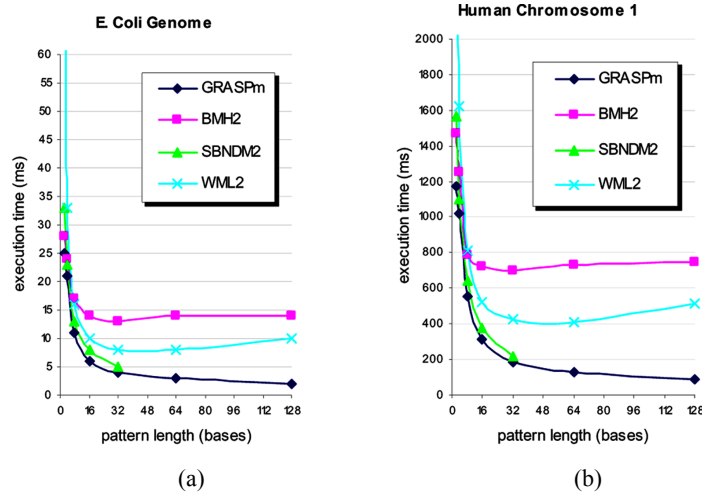 E. Coli Genome
execution time (ms)
60
55
50
45
40
35
30
25
20
15
10
5
0
GRASPm
BMH2
SBNDM2
WML2
0 16 32 48 64 80 96 112 128
pattern length (bases)
(a)
Human Chromosome 1
execution time (ms)
2000
1800
1600
1400
1200
1000
800
600
400
200
0
GRASPm
BMH2
SBNDM2
WML2
0 16 32 48 64 80 96 112 128
pattern length (bases)
(b)